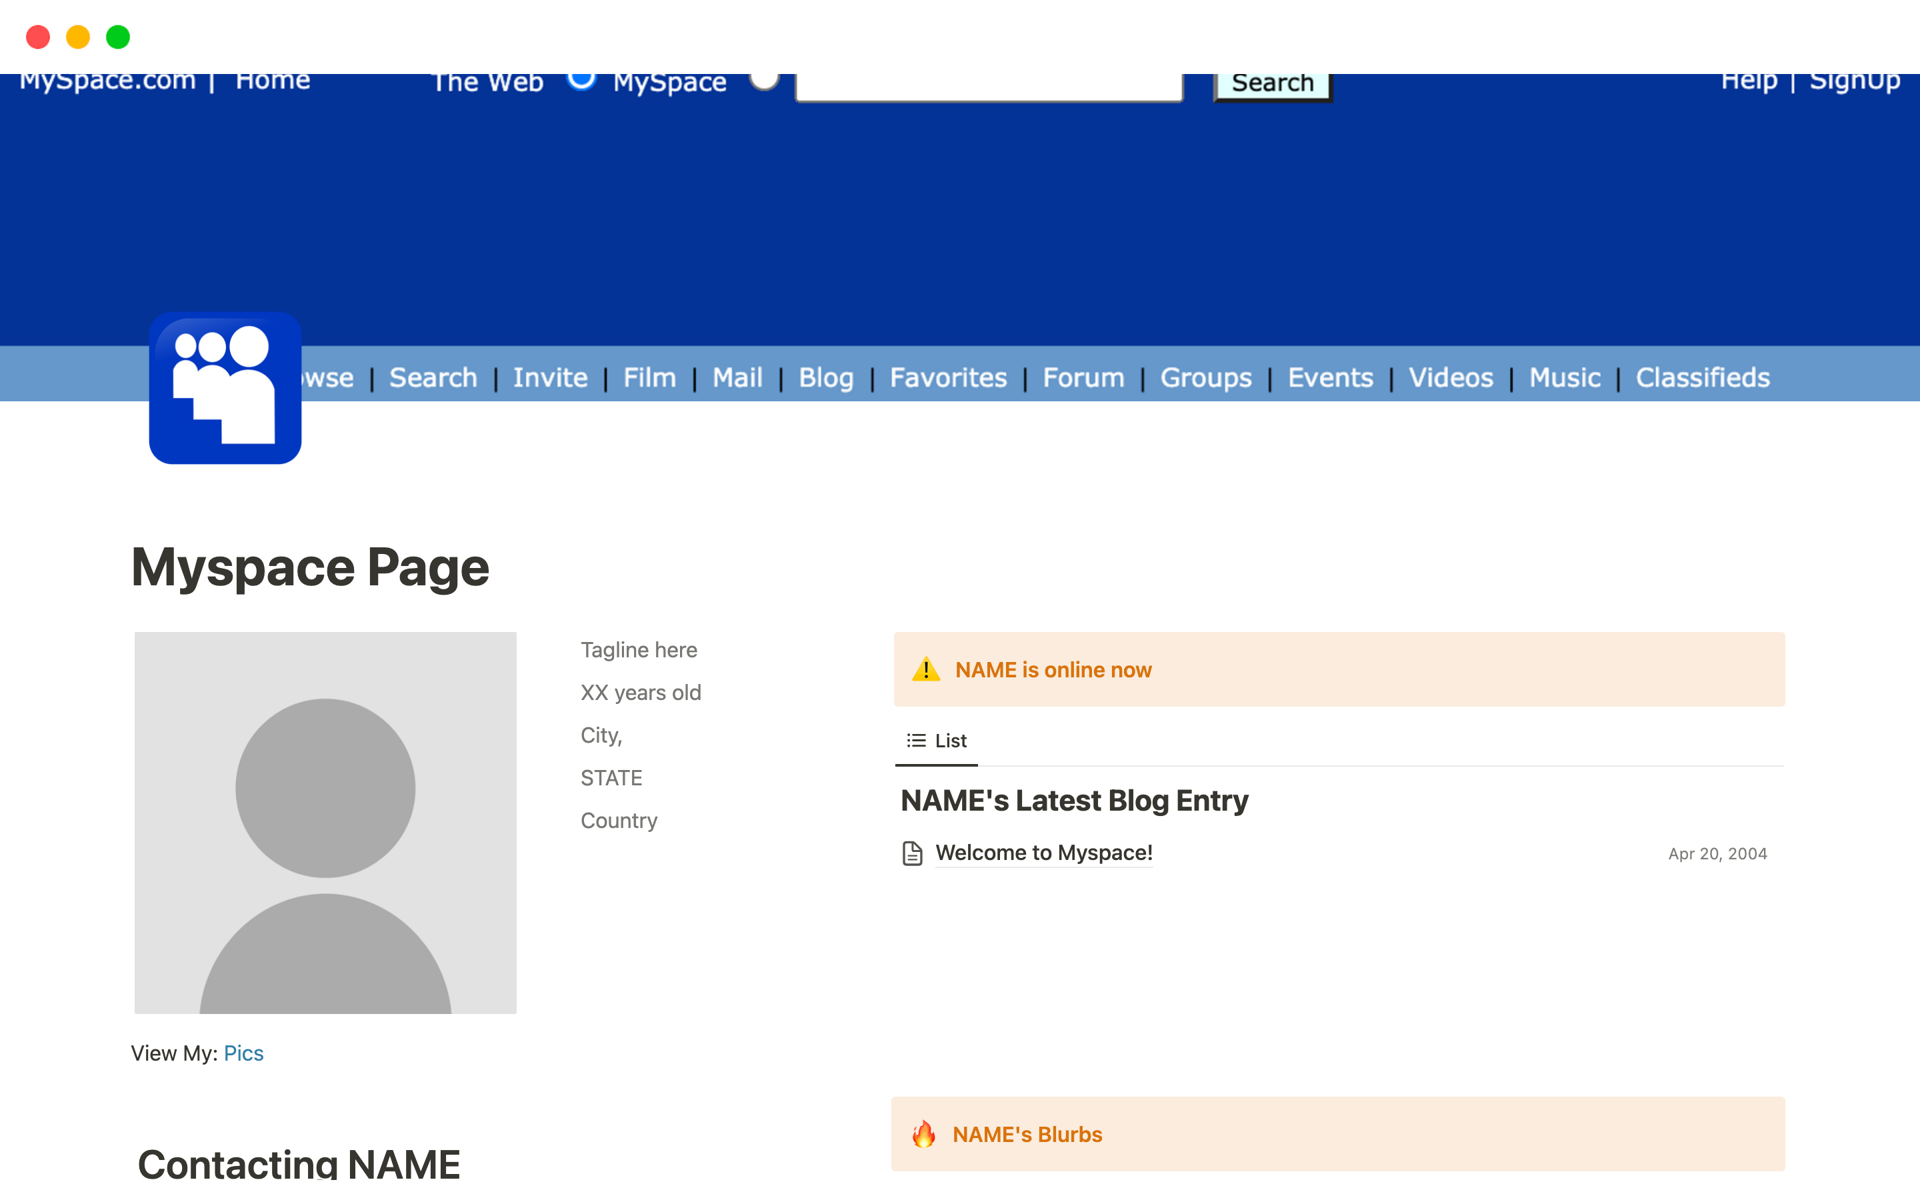 MySpace.com | Home The Web MySpace Search Help | SignUp
Search | Invite | Film | Mail | Blog | Favorites | Forum | Groups | Events | Videos | Music | Classifieds
Myspace Page
Tagline here
XX years old
City,
STATE
Country
View My: Pics
Contacting NAME
NAME is online now
List
NAME's Latest Blog Entry
Welcome to Myspace! Apr 20, 2004
NAME's Blurbs